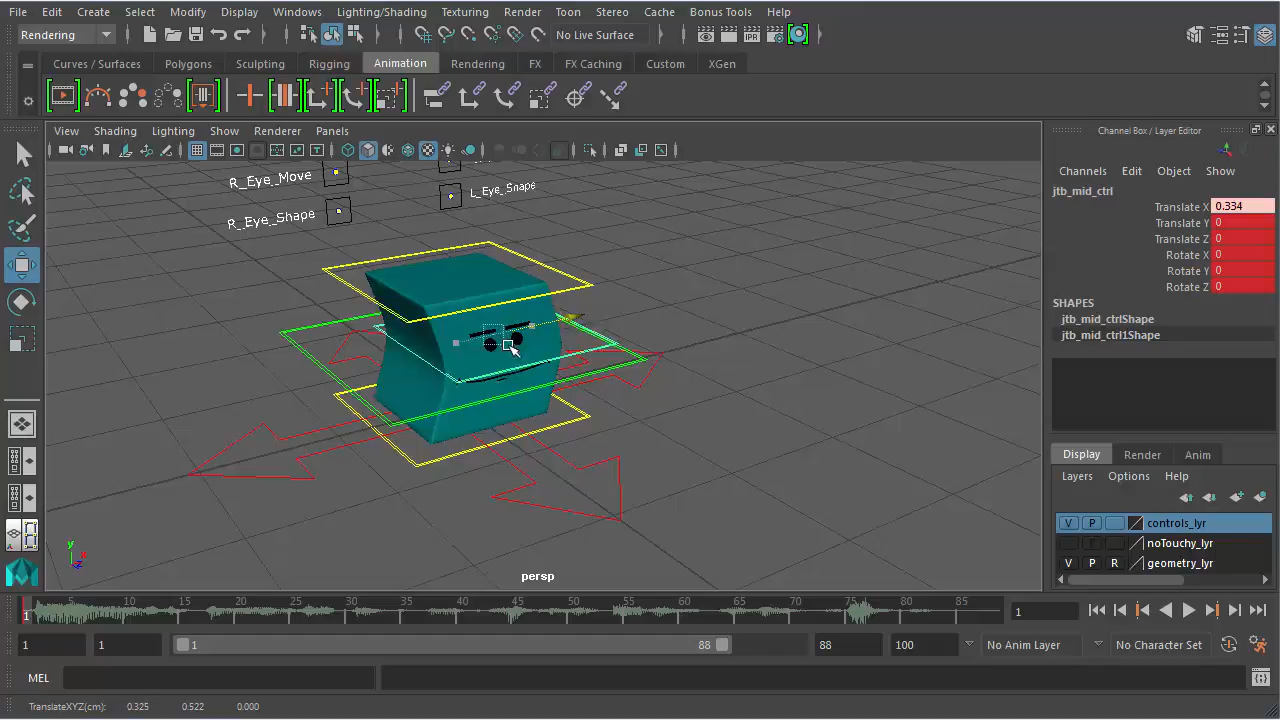 File Edit Create Select Modify Display Windows Lighting/Shading Texturing Render Toon Stereo Cache Bonus Tools Help
Rendering No Live Surface IPR
Curves / Surfaces Polygons Sculpting Rigging Animation Rendering FX FX Caching Custom XGen
View Shading Lighting Show Renderer Panels
Channel Box / Layer Editor
Channels Edit Object Show
jtb_mid_ctrl
Translate X 0.334
Translate Y 0
Translate Z 0
Rotate X 0
Rotate Y 0
Rotate Z 0
SHAPES
jtb_mid_ctrlShape
jtb_mid_ctrl1Shape
R_Eye_Move
R_Eye_Shape
L_Eye_Shape
persp
y
x
z
Display Render Anim
Layers Options Help
V P controls_lyr
noTouchy_lyr
V P R geometry_lyr
5 10 15 20 25 30 35 40 45 50 55 60 65 70 75 80 85
1 1
1 1 1 88 88 100 No Anim Layer No Character Set
MEL
TranslateXYZ(cm): 0.325 0.522 0.000